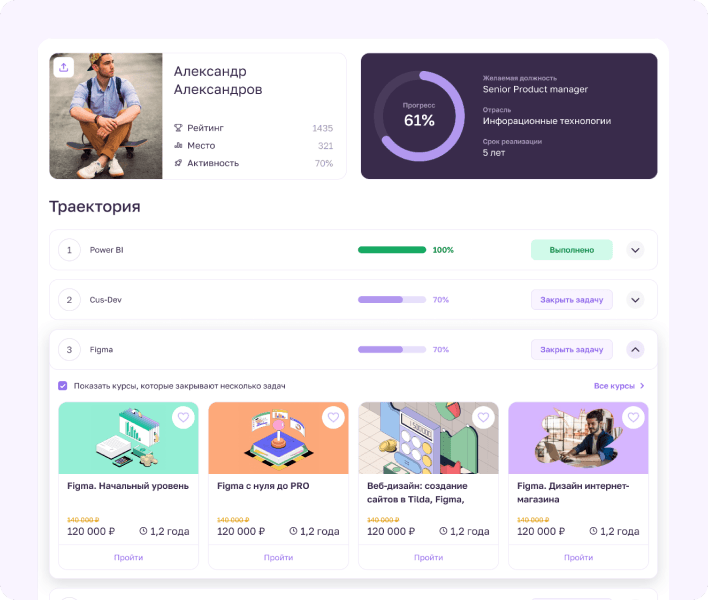 Александр
Александров
Рейтинг 1435
Место 321
Активность 70%
Прогресс
61%
Желаемая должность
Senior Product manager
Отрасль
Инфорационные технологии
Срок реализации
5 лет
Траектория
1 Power BI 100% Выполнено
2 Cus-Dev 70% Закрыть задачу
3 Figma 70% Закрыть задачу
Показать курсы, которые закрывают несколько задач Все курсы
Figma. Начальный уровень
140 000 ₽
120 000 ₽ 1,2 года
Пройти
Figma с нуля до PRO
140 000 ₽
120 000 ₽ 1,2 года
Пройти
Веб-дизайн: создание
сайтов в Tilda, Figma,
140 000 ₽
120 000 ₽ 1,2 года
Пройти
Figma. Дизайн интернет-
магазина
140 000 ₽
120 000 ₽ 1,2 года
Пройти